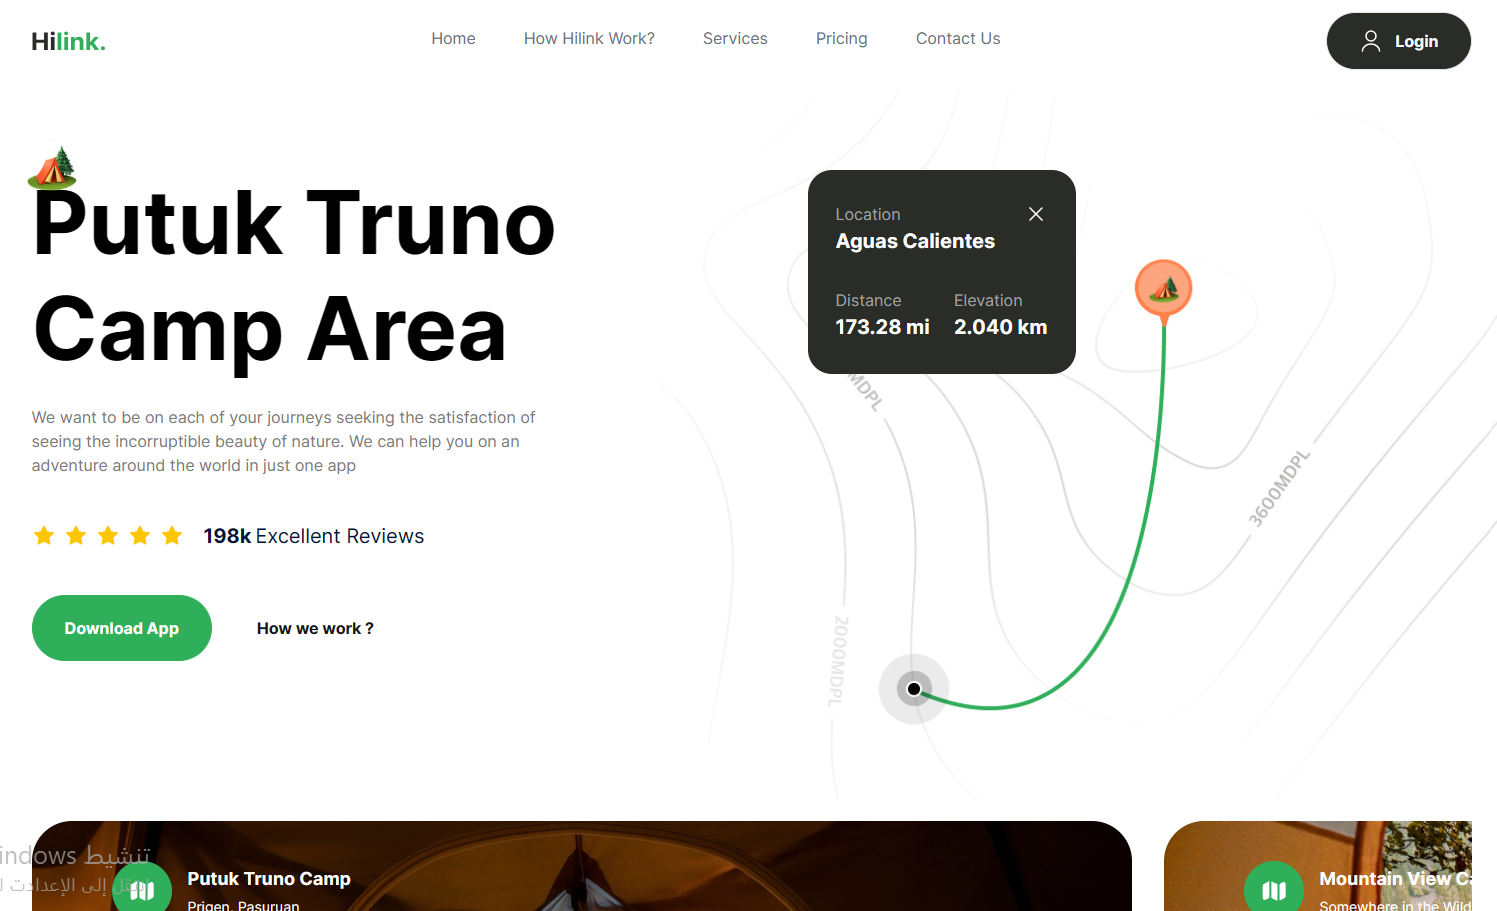 Hilink.
Home
How Hilink Work?
Services
Pricing
Contact Us
Login
Putuk Truno
Camp Area
We want to be on each of your journeys seeking the satisfaction of
seeing the incorruptible beauty of nature. We can help you on an
adventure around the world in just one app
198k Excellent Reviews
Download App
How we work ?
Location
Aguas Calientes
Distance
Elevation
173.28 mi
2.040 km
MDPL
3600MDPL
2000MDPL
تنشيط indows
إلى الإعدادت
Putuk Truno Camp
Prigen, Pasuruan
Mountain View Ca
Somewhere in the Wild